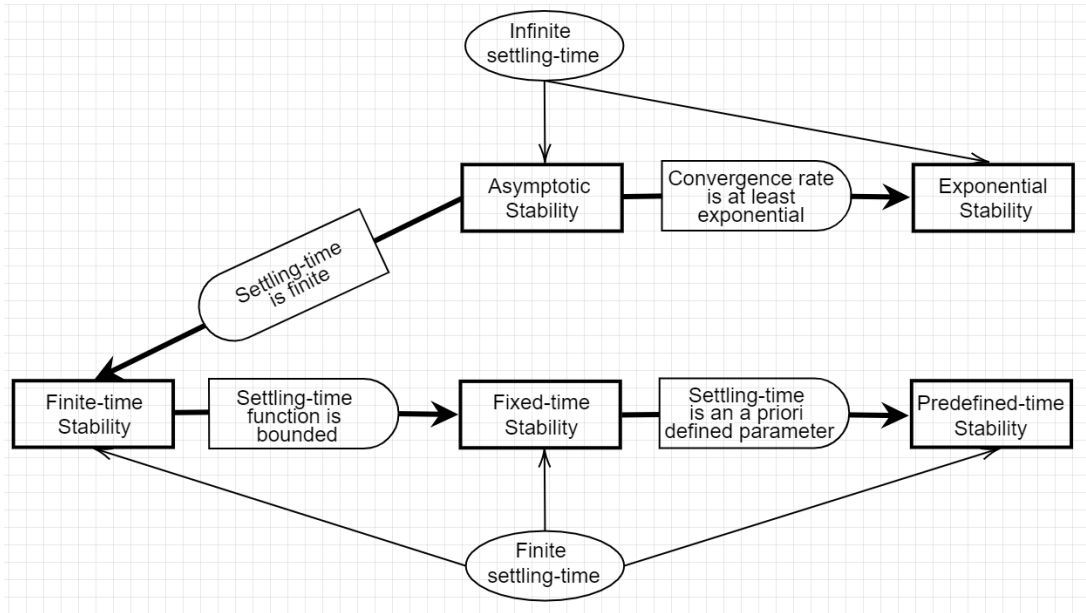 Infinite
settling-time
Asymptotic
Stability
Convergence rate
is at least
exponential
Exponential
Stability
Settling-time
is finite
Finite-time
Stability
Settling-time
function is
bounded
Fixed-time
Stability
Settling-time
is an a priori
defined parameter
Predefined-time
Stability
Finite
settling-time